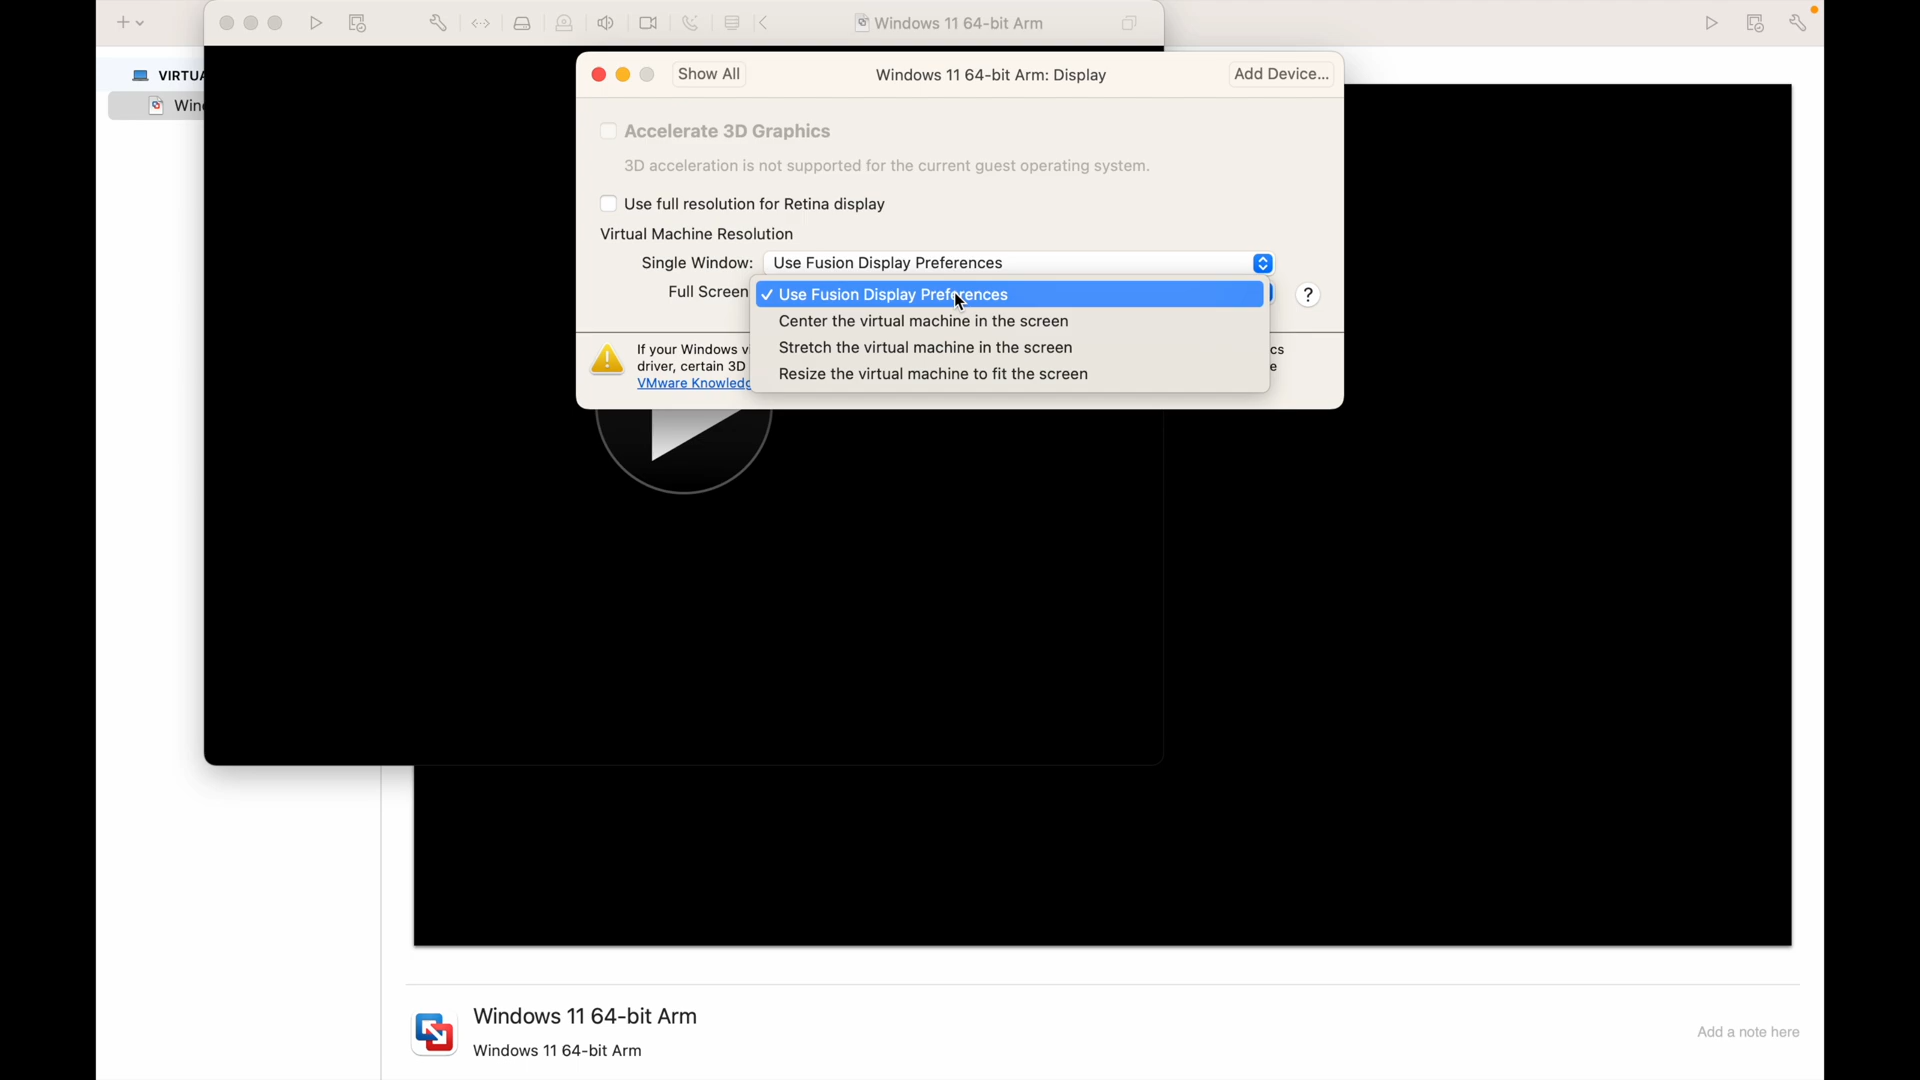 Windows 11 64-bit Arm
Show All
Windows 11 64-bit Arm: Display
Add Device...
VIRTUA
Wind
Accelerate 3D Graphics
3D acceleration is not supported for the current guest operating system.
Use full resolution for Retina display
Virtual Machine Resolution
Single Window: Use Fusion Display Preferences
Full Screen
✓ Use Fusion Display Preferences
?
Center the virtual machine in the screen
Stretch the virtual machine in the screen
Resize the virtual machine to fit the screen
If your Windows v
cs
driver, certain 3D
e
VMware Knowledg
Windows 11 64-bit Arm
Windows 11 64-bit Arm
Add a note here